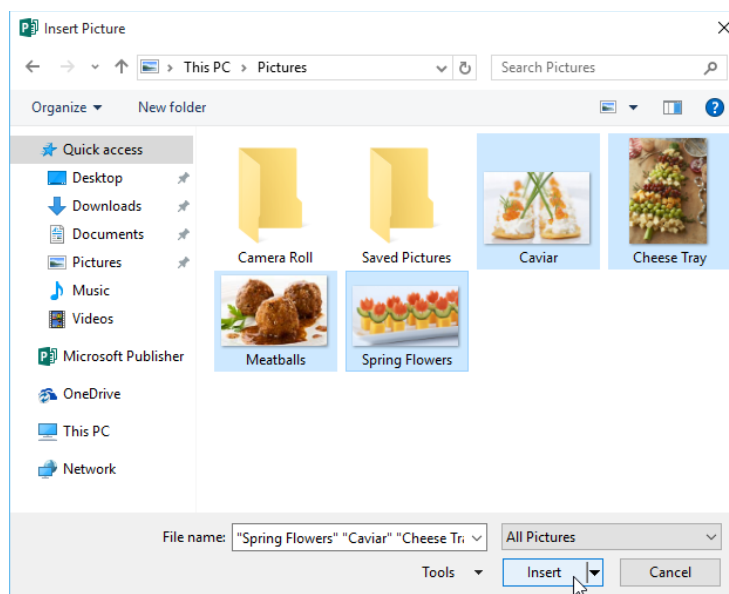 Insert Picture
This PC > Pictures
Search Pictures
Organize
New folder
Quick access
Desktop
Downloads
Documents
Pictures
Music
Videos
Microsoft Publisher
OneDrive
This PC
Network
Camera Roll
Saved Pictures
Caviar
Cheese Tray
Meatballs
Spring Flowers
File name:
"Spring Flowers" "Caviar" "Cheese
All Pictures
Tools
Insert
Cancel